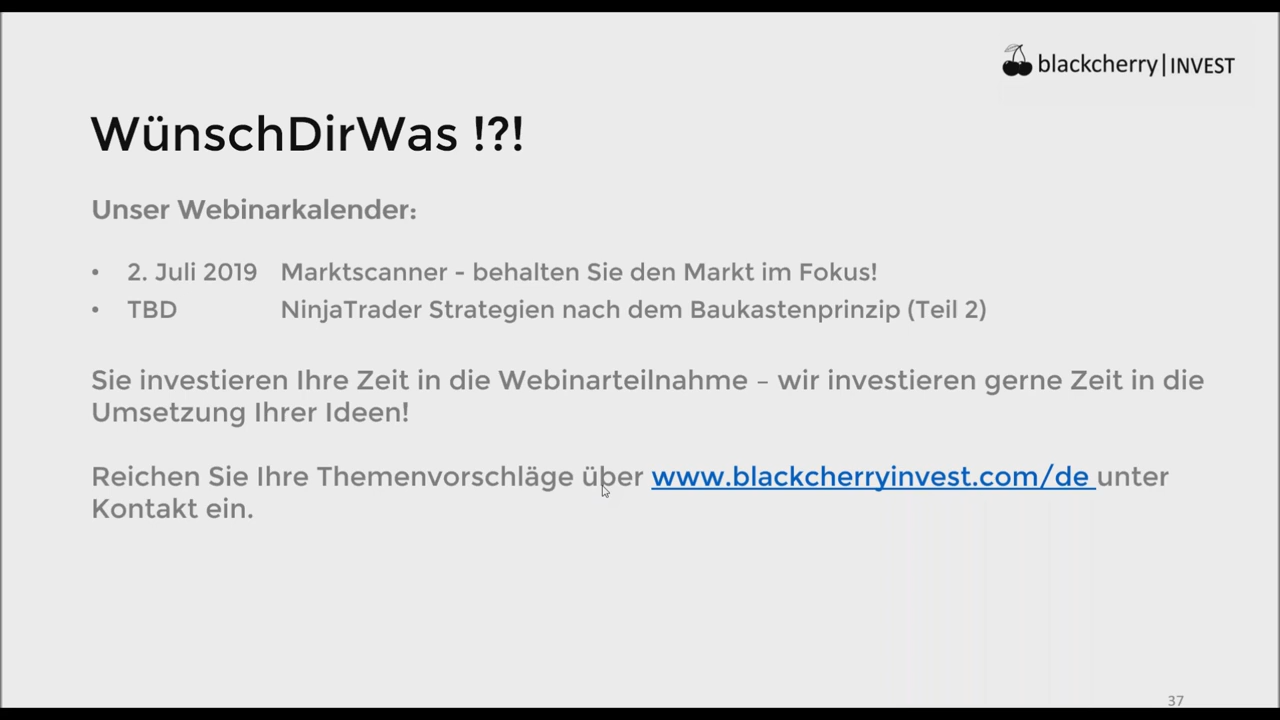 blackcherry|INVEST
WünschDirWas !?!
Unser Webinarkalender:
• 2. Juli 2019 Marktscanner - behalten Sie den Markt im Fokus!
• TBD NinjaTrader Strategien nach dem Baukastenprinzip (Teil 2)
Sie investieren Ihre Zeit in die Webinarteilnahme – wir investieren gerne Zeit in die
Umsetzung Ihrer Ideen!
Reichen Sie Ihre Themenvorschläge über www.blackcherryinvest.com/de unter
Kontakt ein.
37